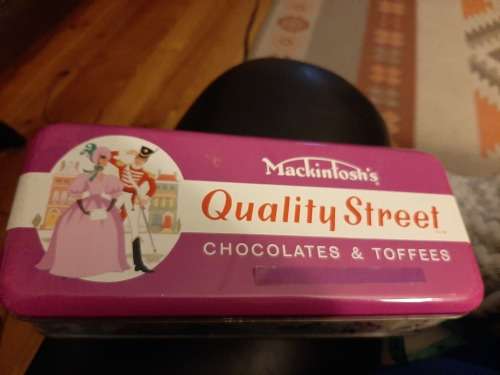 Mackintosh's
Quality Street
CHOCOLATES & TOFFEES